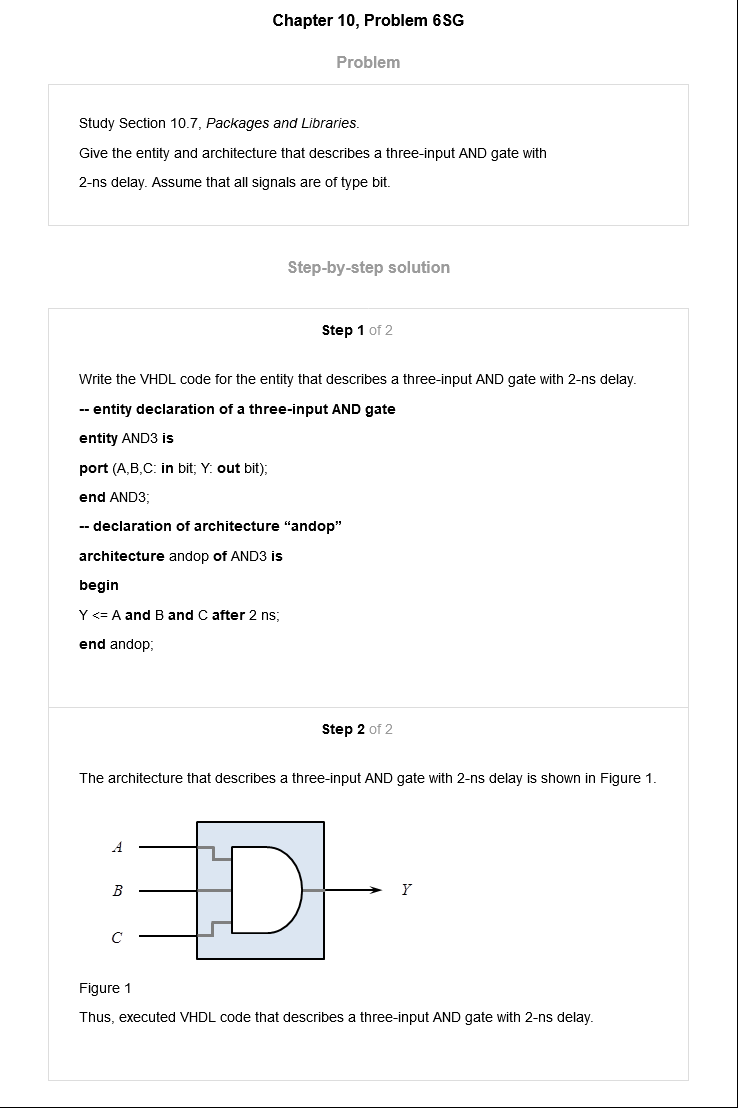 Chapter 10, Problem 6SG
Problem
Study Section 10.7, Packages and Libraries.
Give the entity and architecture that describes a three-input AND gate with
2-ns delay. Assume that all signals are of type bit.
Step-by-step solution
Step 1 of 2
Write the VHDL code for the entity that describes a three-input AND gate with 2-ns delay.
-- entity declaration of a three-input AND gate
entity AND3 is
port (A,B,C: in bit; Y: out bit);
end AND3;
-- declaration of architecture “andop”
architecture andop of AND3 is
begin
Y <= A and B and C after 2 ns;
end andop;
Step 2 of 2
The architecture that describes a three-input AND gate with 2-ns delay is shown in Figure 1.
A
B
Y
C
Figure 1
Thus, executed VHDL code that describes a three-input AND gate with 2-ns delay.